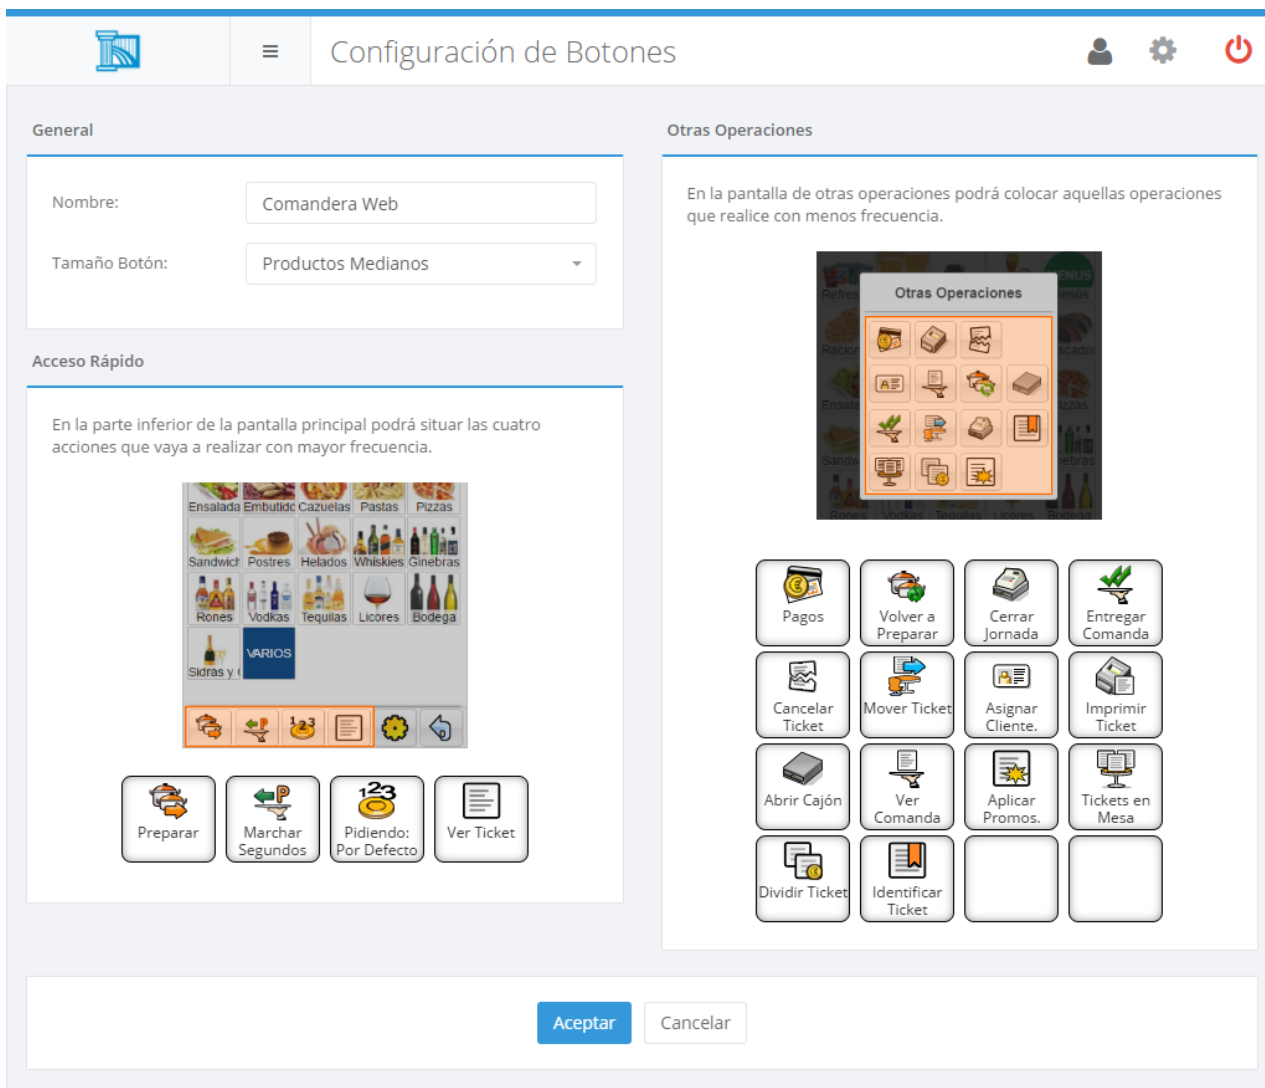 Configuración de Botones
General
Nombre:
Comandera Web
Tamaño Botón:
Productos Medianos
Acceso Rápido
En la parte inferior de la pantalla principal podrá situar las cuatro
acciones que vaya a realizar con mayor frecuencia.
Ensalada Embutido Cazuelas Pastas Pizzas
Sandwich Postres Helados Whiskies Ginebras
Rones Vodkas Tequilas Licores Bodega
Sidras y
VARIOS
P
123
Preparar
P
Marchar
Segundos
123
Pidiendo:
Por Defecto
Ver Ticket
Otras Operaciones
En la pantalla de otras operaciones podrá colocar aquellas operaciones
que realice con menos frecuencia.
Otras Operaciones
Pagos
Volver a
Preparar
Cerrar
Jornada
Entregar
Comanda
Cancelar
Ticket
Mover Ticket
Asignar
Cliente.
Imprimir
Ticket
Abrir Cajón
Ver
Comanda
Aplicar
Promos.
Tickets en
Mesa
Dividir Ticket
Identificar
Ticket
Aceptar
Cancelar